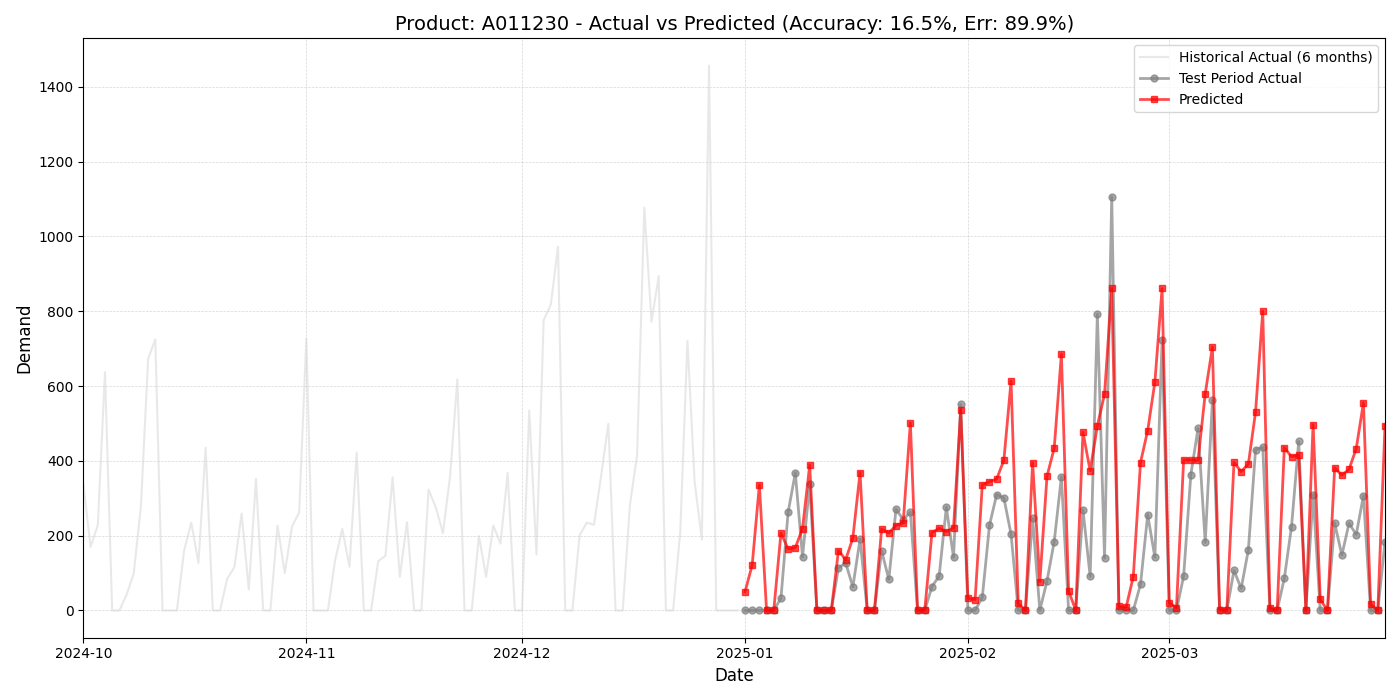 Product: A011230 - Actual vs Predicted (Accuracy: 16.5%, Err: 89.9%)
Historical Actual (6 months)
Test Period Actual
Predicted
Demand
1400
1200
1000
800
600
400
200
0
2024-10
2024-11
2024-12
2025-01
2025-02
2025-03
Date